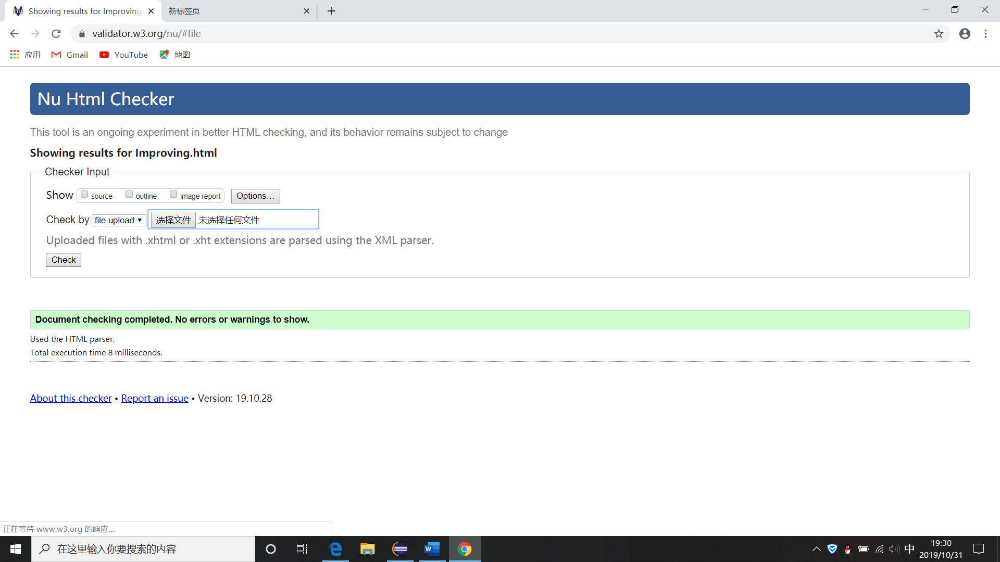 Showing results for Improving
新标签页
validator.w3.org/nu/#file
应用 Gmail YouTube 地图
Nu Html Checker
This tool is an ongoing experiment in better HTML checking, and its behavior remains subject to change
Showing results for Improving.html
Checker Input
Show source outline image report Options...
Check by file upload 选择文件 未选择任何文件
Uploaded files with .xhtml or .xht extensions are parsed using the XML parser.
Check
Document checking completed. No errors or warnings to show.
Used the HTML parser.
Total execution time 8 milliseconds.
About this checker • Report an issue • Version: 19.10.28
正在等待 www.w3.org 的响应...
在这里输入你要搜索的内容
中
19:30
2019/10/31